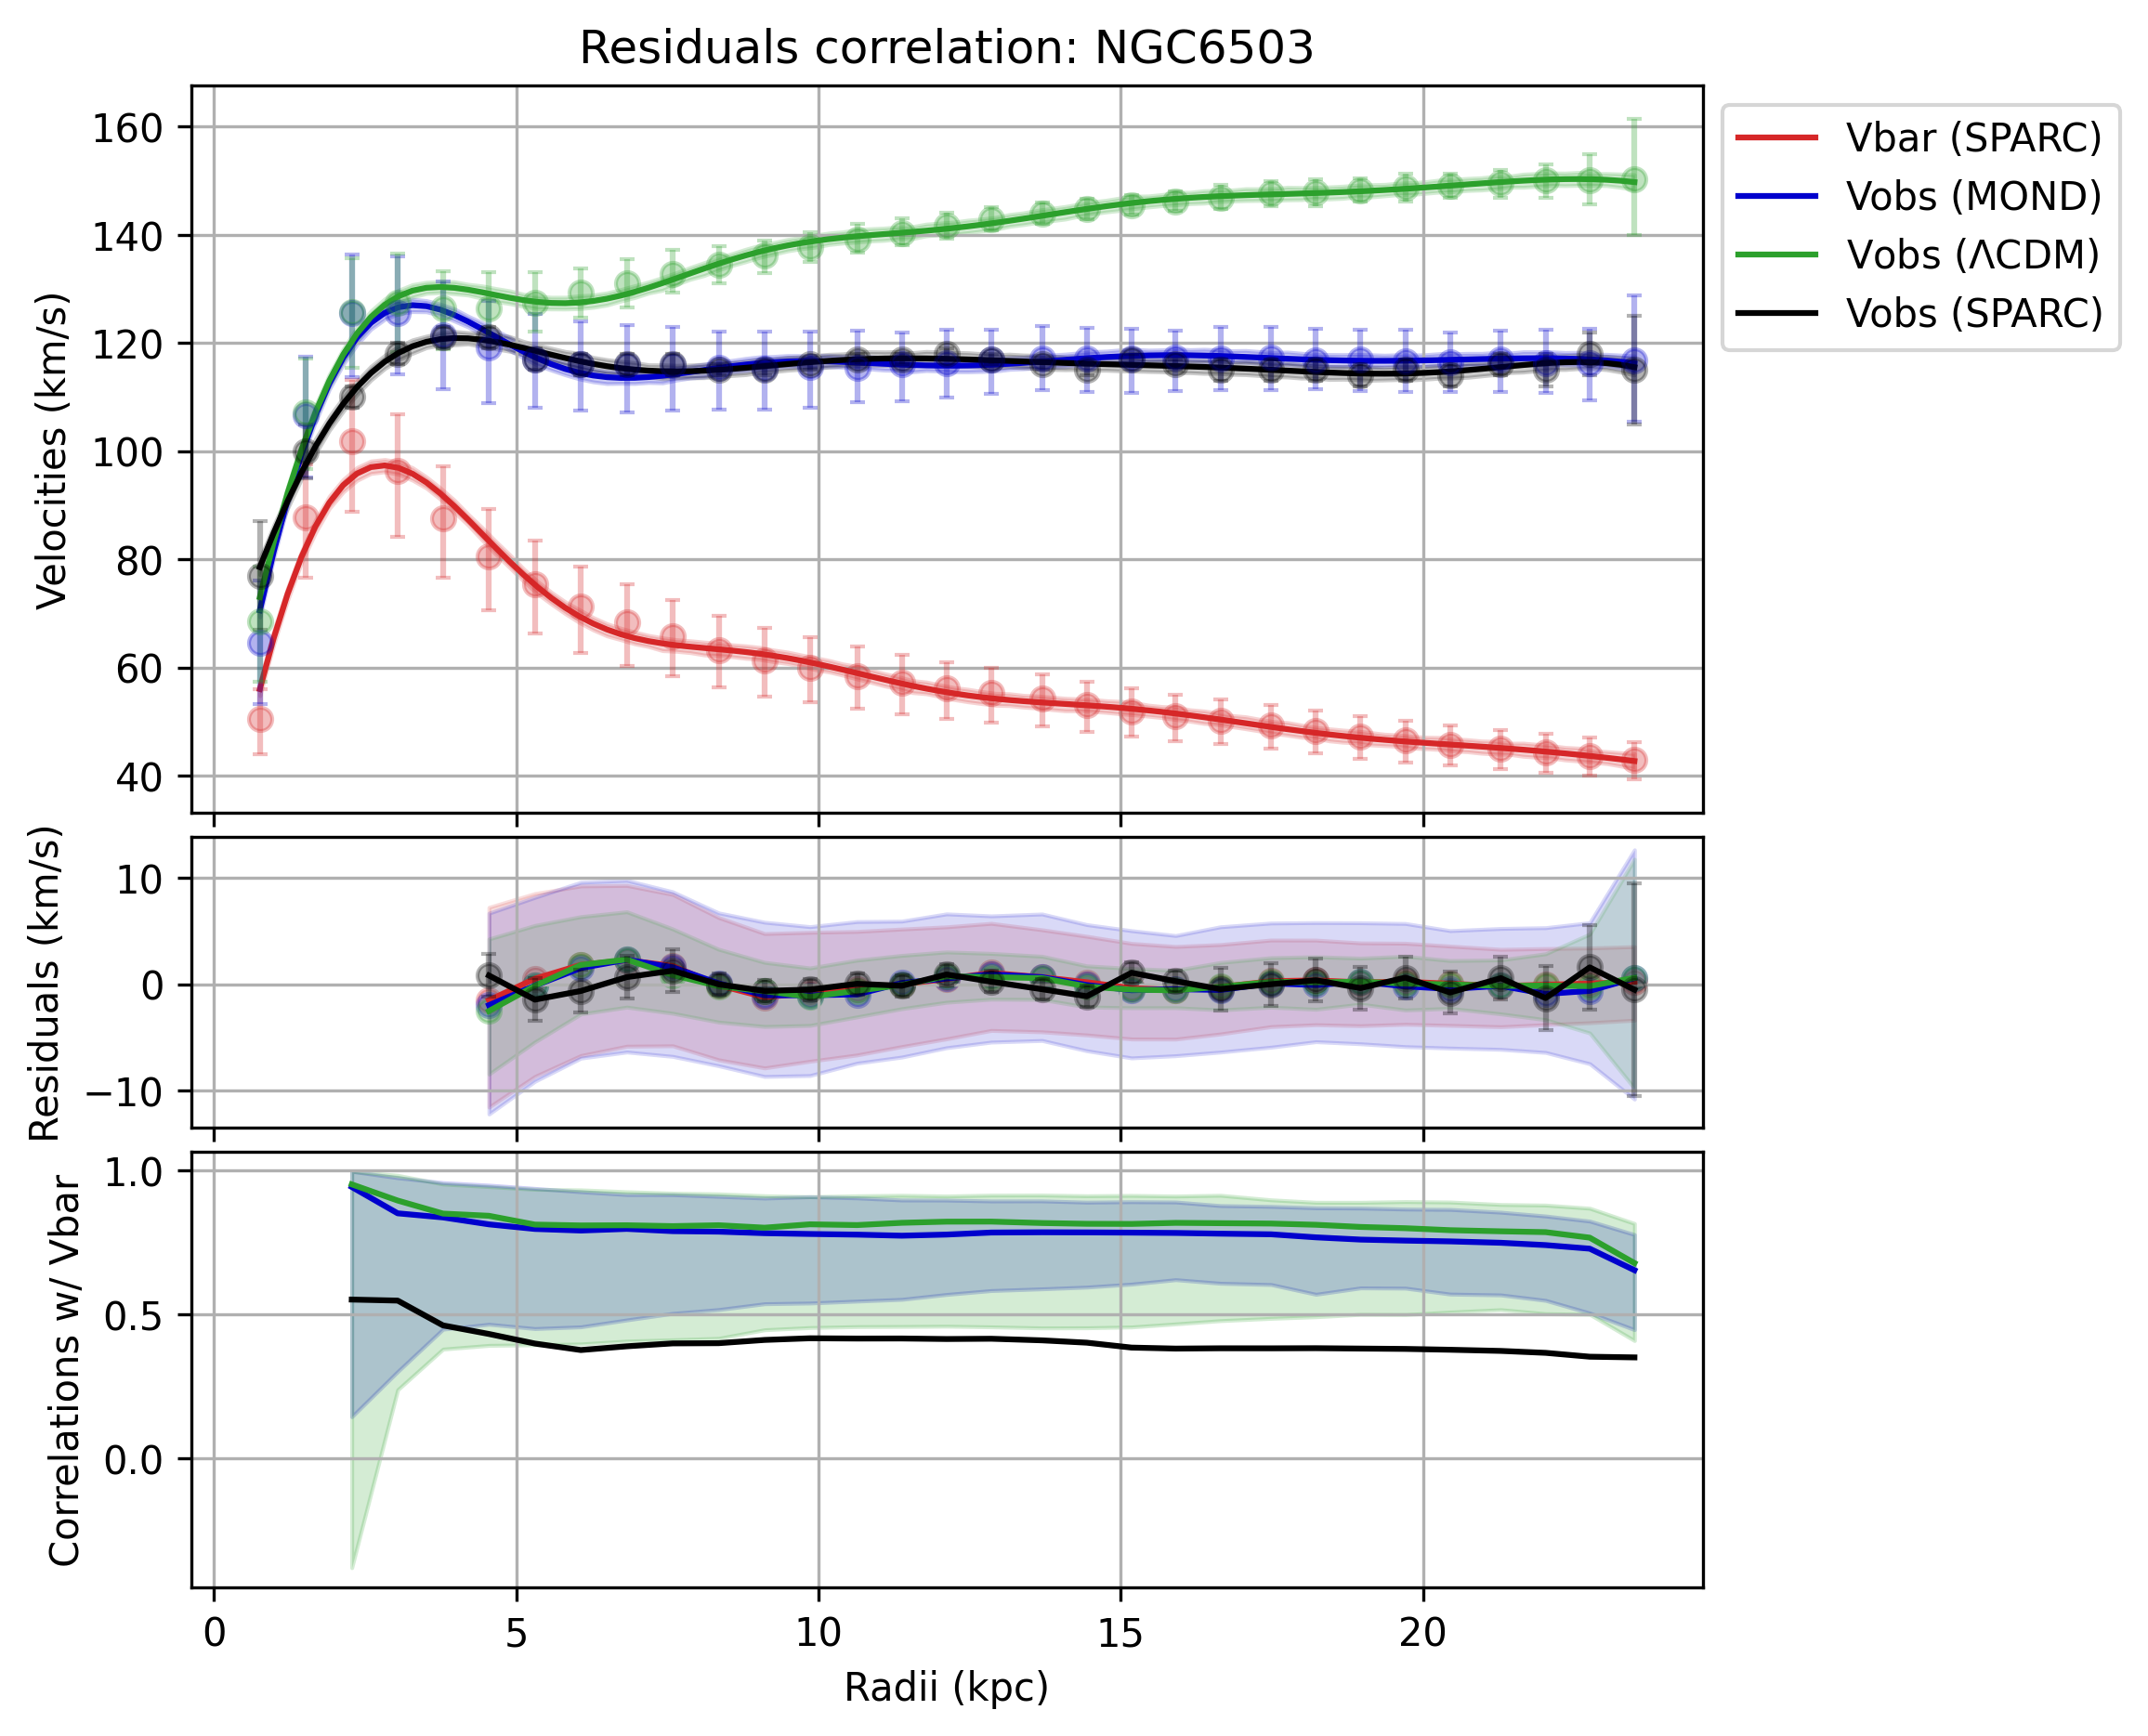 Residuals correlation: NGC6503
Velocities (km/s)
160
140
120
100
80
60
40
Vbar (SPARC)
Vobs (MOND)
Vobs (ΛCDM)
Vobs (SPARC)
Residuals (km/s)
10
0
−10
Correlations w/ Vbar
1.0
0.5
0.0
0 5 10 15 20
Radii (kpc)